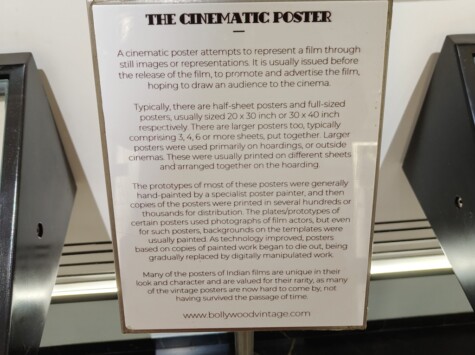 THE CINEMATIC POSTER
A cinematic poster attempts to represent a film through
still images or representations. It is usually issued before
the release of the film, to promote and advertise the film,
hoping to draw an audience to the cinema.
Typically, there are half-sheet posters and full-sized
posters, usually sized 20 x 30 inch or 30 x 40 inch
respectively. There are larger posters too, typically
comprising 3, 4, 6 or more sheets, put together. Larger
posters were used primarily on hoardings, or outside
cinemas. These were usually printed on different sheets
and arranged together on the hoarding.
The prototypes of most of these posters were generally
hand-painted by a specialist poster painter, and then
copies of the posters were printed in several hundreds or
thousands for distribution. The plates/prototypes of
certain posters used photographs of film actors, but even
for such posters, backgrounds on the templates were
usually painted. As technology improved, posters
based on copies of painted work began to die out, being
gradually replaced by digitally manipulated work.
Many of the posters of Indian films are unique in their
look and character and are valued for their rarity, as many
of the vintage posters are now hard to come by, not
having survived the passage of time.
www.bollywoodvintage.com